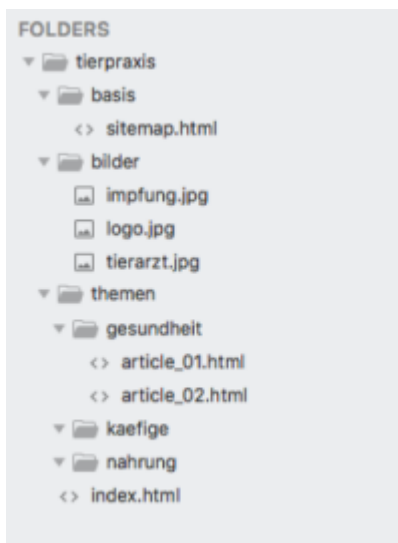 FOLDERS
tierpraxis
basis
sitemap.html
bilder
impfung.jpg
logo.jpg
tierarzt.jpg
themen
gesundheit
article_01.html
article_02.html
kaefige
nahrung
index.html